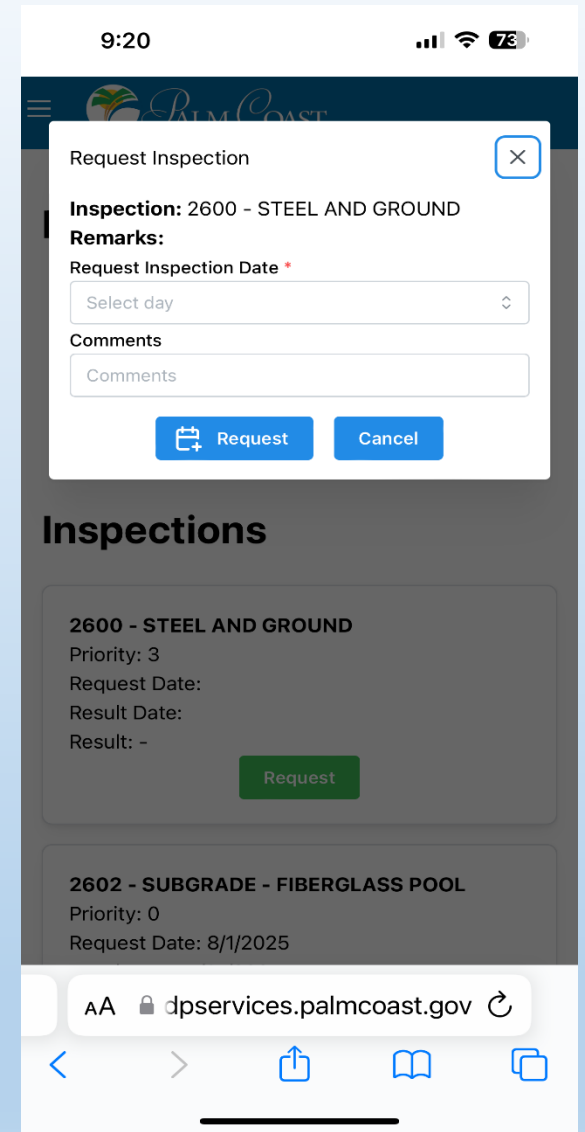 9:20
73
PALM COAST
Request Inspection
Inspection: 2600 - STEEL AND GROUND
Remarks:
Request Inspection Date *
Select day
Comments
Comments
Request
Cancel
Inspections
2600 - STEEL AND GROUND
Priority: 3
Request Date:
Result Date:
Result: -
Request
2602 - SUBGRADE - FIBERGLASS POOL
Priority: 0
Request Date: 8/1/2025
AA dpservices.palmcoast.gov